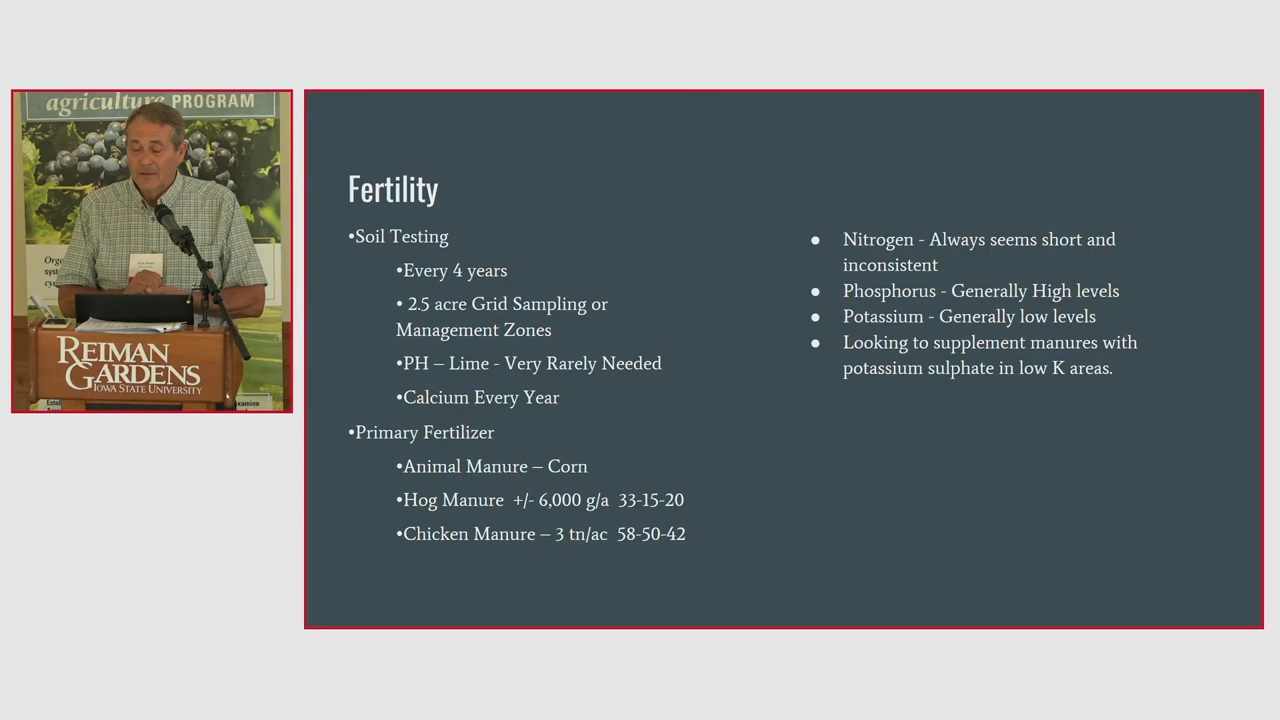 agriculture PROGRAM
REIMAN
GARDENS
IOWA STATE UNIVERSITY
Fertility
•Soil Testing
•Every 4 years
• 2.5 acre Grid Sampling or
Management Zones
•PH – Lime - Very Rarely Needed
•Calcium Every Year
•Primary Fertilizer
•Animal Manure – Corn
•Hog Manure +/- 6,000 g/a 33-15-20
•Chicken Manure – 3 tn/ac 58-50-42
● Nitrogen - Always seems short and
inconsistent
● Phosphorus - Generally High levels
● Potassium - Generally low levels
● Looking to supplement manures with
potassium sulphate in low K areas.